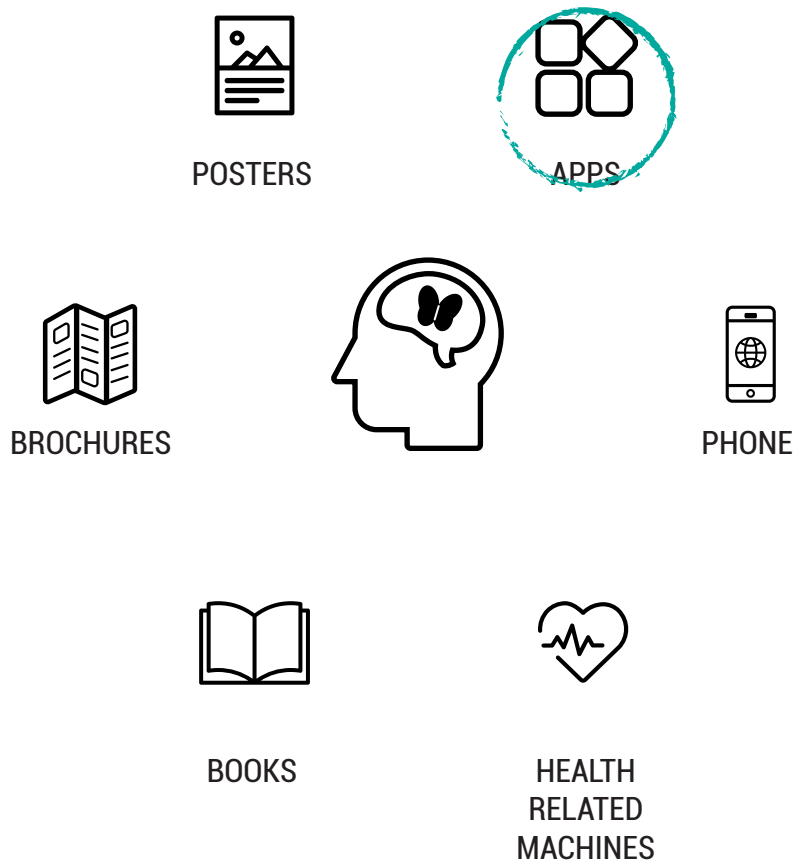 POSTERS
APPS
BROCHURES
PHONE
BOOKS
HEALTH
RELATED
MACHINES